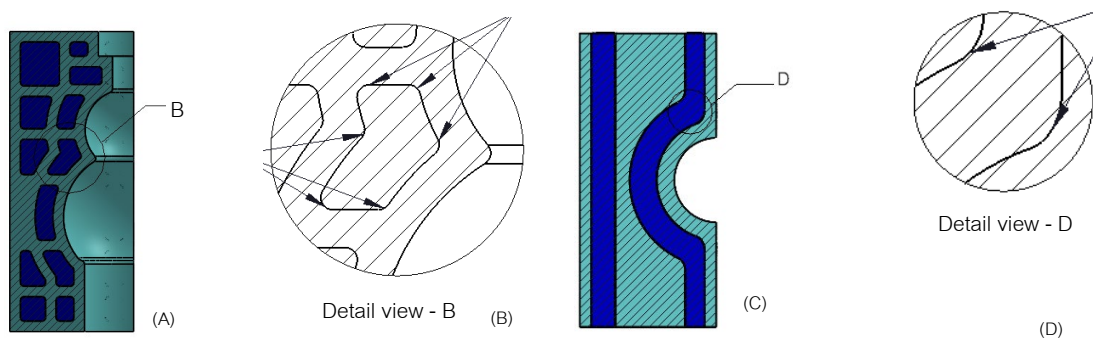 B
Detail view - B
(A)
(B)
D
(C)
Detail view - D
(D)